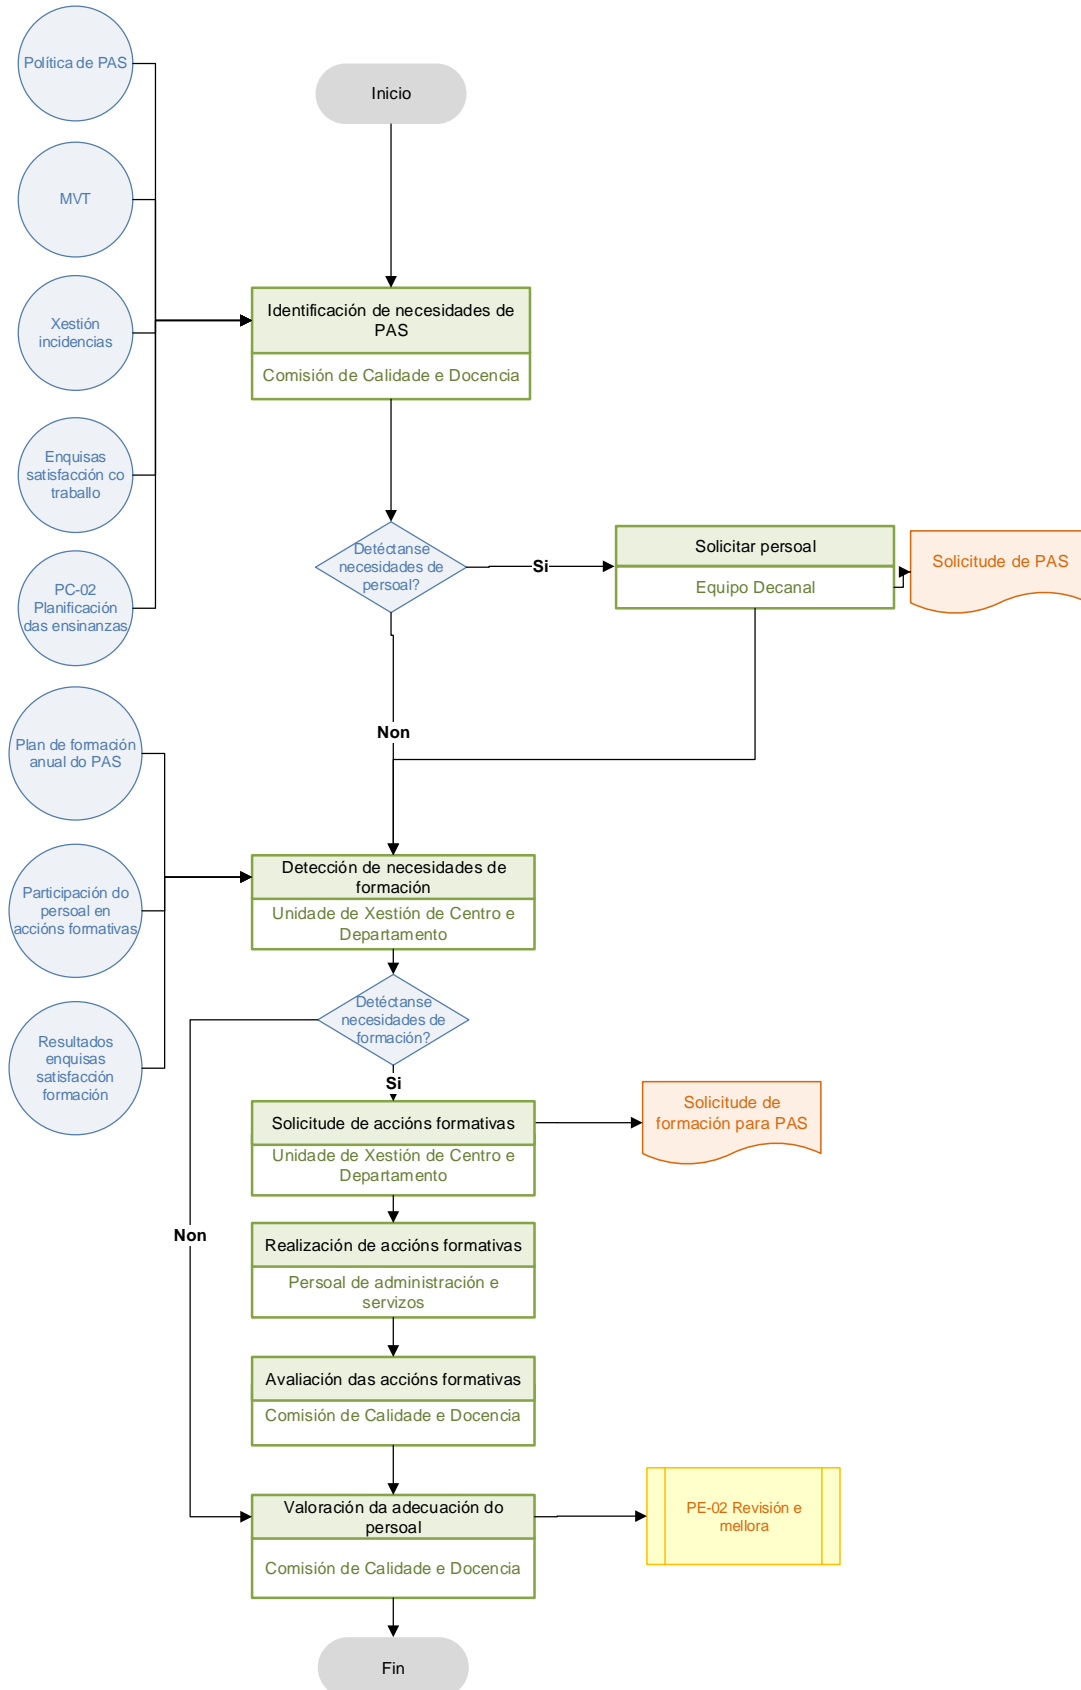 Política de PAS
Inicio
MVT
Xestión
incidencias
Identificación de necesidades de
PAS
Comisión de Calidade e Docencia
Enquisas
satisfacción co
traballo
Detéctanse
necesidades de
persoal?
Si
Solicitar persoal
Equipo Decanal
Solicitude de PAS
PC-02
Planificación
das ensinanzas
Non
Plan de formación
anual do PAS
Participación do
persoal en
accións formativas
Detección de necesidades de
formación
Unidade de Xestión de Centro e
Departamento
Resultados
enquisas
satisfacción
formación
Detéctanse
necesidades de
formación?
Si
Solicitude de accións formativas
Unidade de Xestión de Centro e
Departamento
Solicitude de
formación para PAS
Non
Realización de accións formativas
Persoal de administración e
servizos
Avaliación das accións formativas
Comisión de Calidade e Docencia
Valoración da adecuación do
persoal
Comisión de Calidade e Docencia
PE-02 Revisión e
mellora
Fin